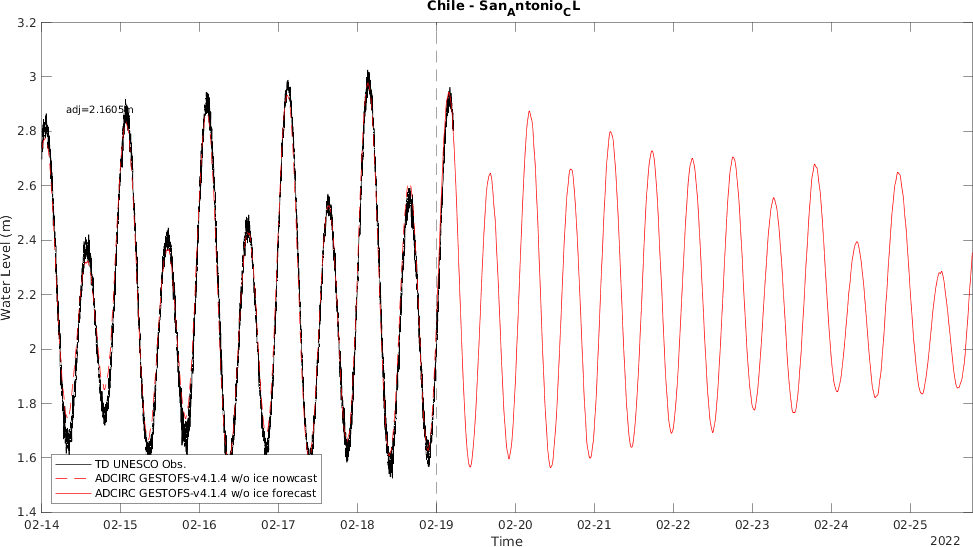 Chile - SanAntonioCL
3.2
3
2.8
2.6
2.4
2.2
2
1.8
1.6
1.4
Water Level (m)
adj=2.1605m
TD UNESCO Obs.
ADCIRC GESTOFS-v4.1.4 w/o ice nowcast
ADCIRC GESTOFS-v4.1.4 w/o ice forecast
02-14 02-15 02-16 02-17 02-18 02-19 02-20 02-21 02-22 02-23 02-24 02-25
Time
2022